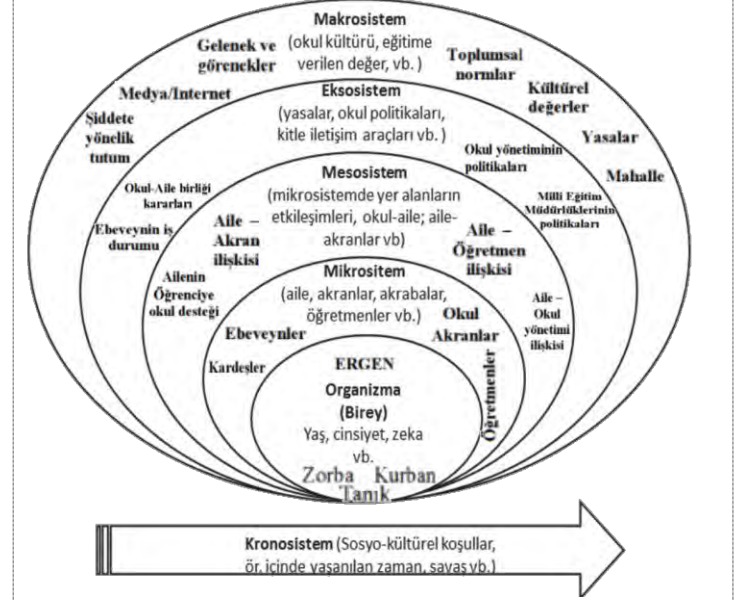 Makrosistem
(okul kültürü, eğitime
verilen değer, vb. )
Gelenek ve
görenekler
Toplumsal
normlar
Medya/Internet
Kültürel
değerler
Şiddete
yönelik
tutum
Yasalar
Mahalle
Eksosistem
(yasalar, okul politikaları,
kitle iletişim araçları vb. )
Okul yönetiminin
politikaları
Okul-Aile birliği
kararları
Milli Eğitim
Müdürlüklerinin
politikaları
Ebeveynin iş
durumu
Mesosistem
(mikrosistemde yer alanların
etkileşimleri, okul-aile; aile-
akranlar vb)
Aile –
Akran
ilişkisi
Aile –
Öğretmen
ilişkisi
Ailenin
Öğrenciye
okul desteği
Aile –
Okul
yönetimi
ilişkisi
Mikrositem
(aile, akranlar, akrabalar,
öğretmenler vb.)
Ebeveynler
Okul
Akranlar
Kardeşler
Öğretmenler
ERGEN
Organizma
(Birey)
Yaş, cinsiyet, zeka
vb.
Zorba Kurban
Tanık
Kronosistem (Sosyo-kültürel koşullar,
ör. içinde yaşanılan zaman, savaş vb.)